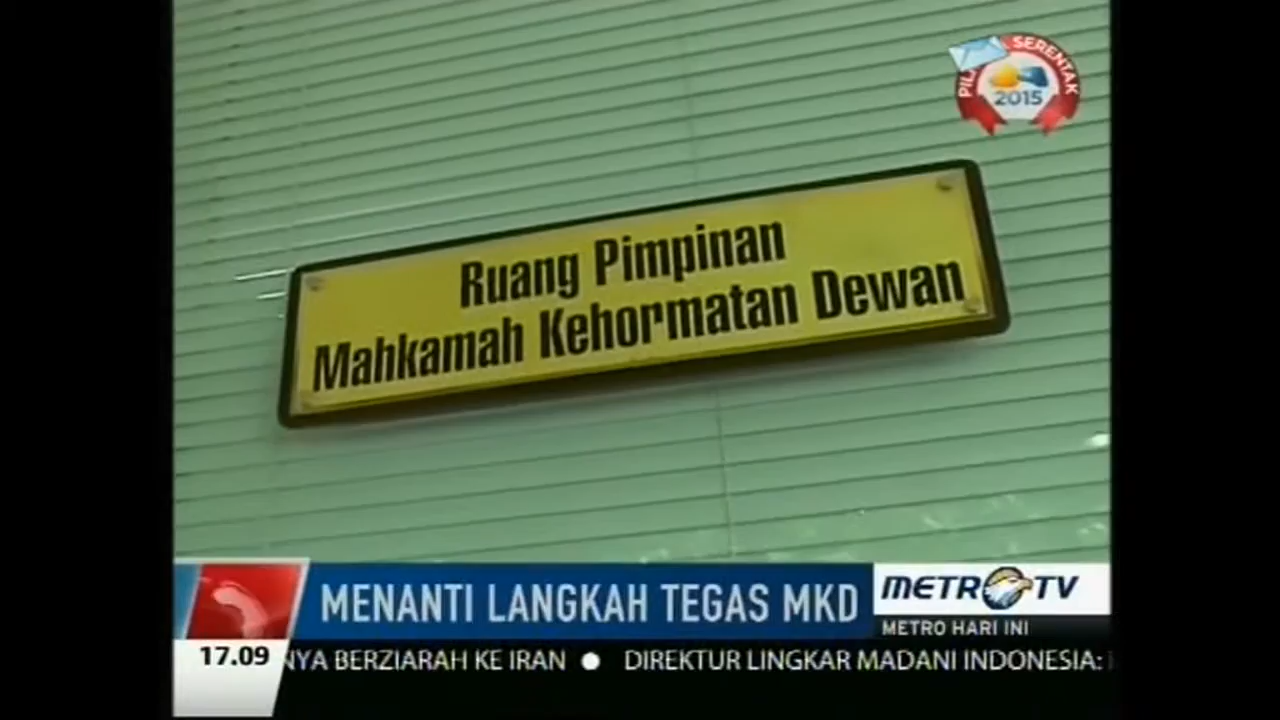 SERENTAK
2015
Ruang Pimpinan
Mahkamah Kehormatan Dewan
MENANTI LANGKAH TEGAS MKD
METRO TV
METRO HARI INI
17.09
NYA BERZIARAH KE IRAN ● DIREKTUR LINGKAR MADANI INDONESIA: